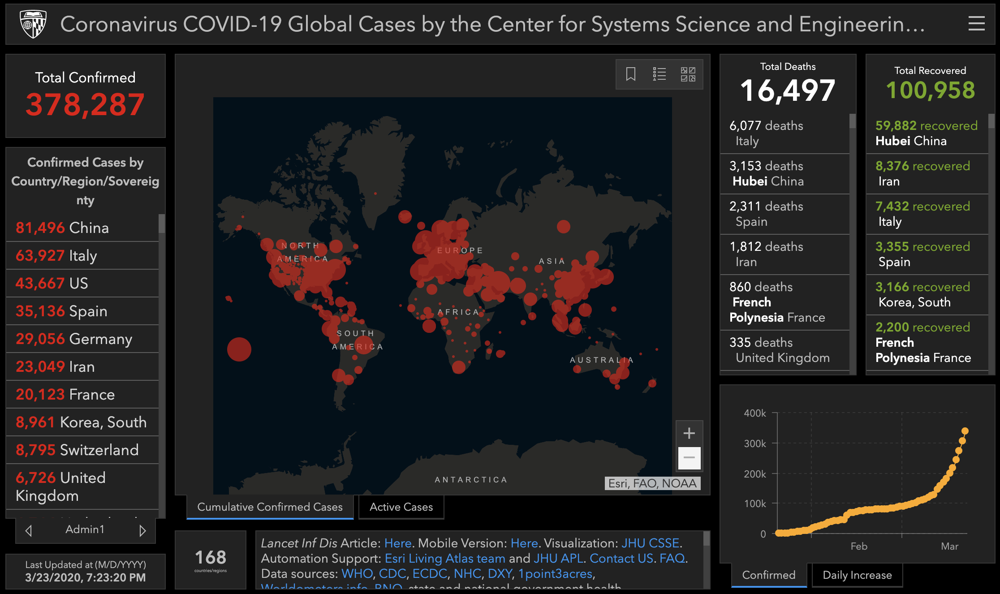 Coronavirus COVID-19 Global Cases by the Center for Systems Science and Engineerin…
Total Confirmed
378,287
Confirmed Cases by
Country/Region/Sovereig
nty
81,496 China
63,927 Italy
43,667 US
35,136 Spain
29,056 Germany
23,049 Iran
20,123 France
8,961 Korea, South
8,795 Switzerland
6,726 United
Kingdom
Admin1
Last Updated at (M/D/YYYY)
3/23/2020, 7:23:20 PM
NORTH
AMERICA
EUROPE
ASIA
AFRICA
SOUTH
AMERICA
AUSTRALIA
ANTARCTICA
Esri, FAO, NOAA
Cumulative Confirmed Cases
Active Cases
168
countries/regions
Lancet Inf Dis Article: Here. Mobile Version: Here. Visualization: JHU CSSE.
Automation Support: Esri Living Atlas team and JHU APL. Contact US. FAQ.
Data sources: WHO, CDC, ECDC, NHC, DXY, 1point3acres,
Worldometers.info, BNO, state and national government health
Total Deaths
16,497
6,077 deaths
Italy
3,153 deaths
Hubei China
2,311 deaths
Spain
1,812 deaths
Iran
860 deaths
French
Polynesia France
335 deaths
United Kingdom
Total Recovered
100,958
59,882 recovered
Hubei China
8,376 recovered
Iran
7,432 recovered
Italy
3,355 recovered
Spain
3,166 recovered
Korea, South
2,200 recovered
French
Polynesia France
400k
300k
200k
100k
0
Feb
Mar
Confirmed
Daily Increase